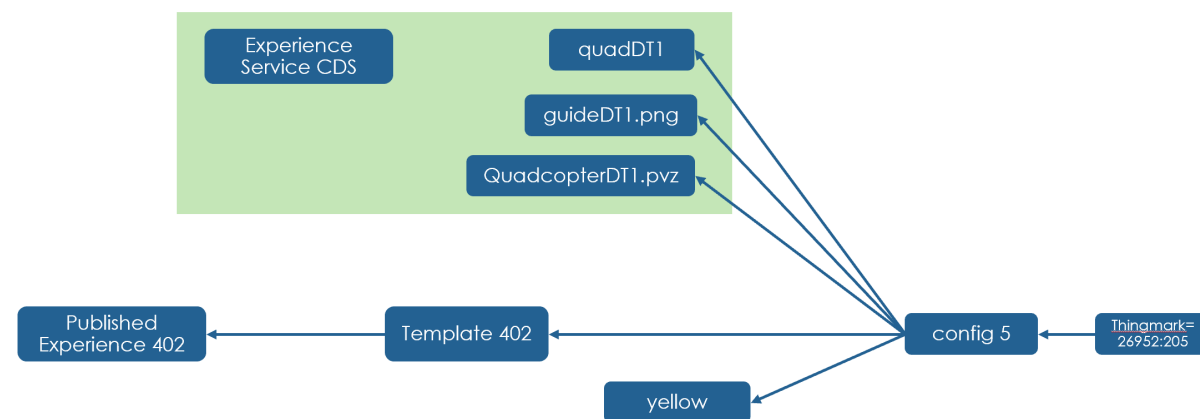 Experience
Service CDS
quadDT1
guideDT1.png
QuadcopterDT1.pvz
Published
Experience 402
Template 402
config 5
Thingmark=
26952:205
yellow